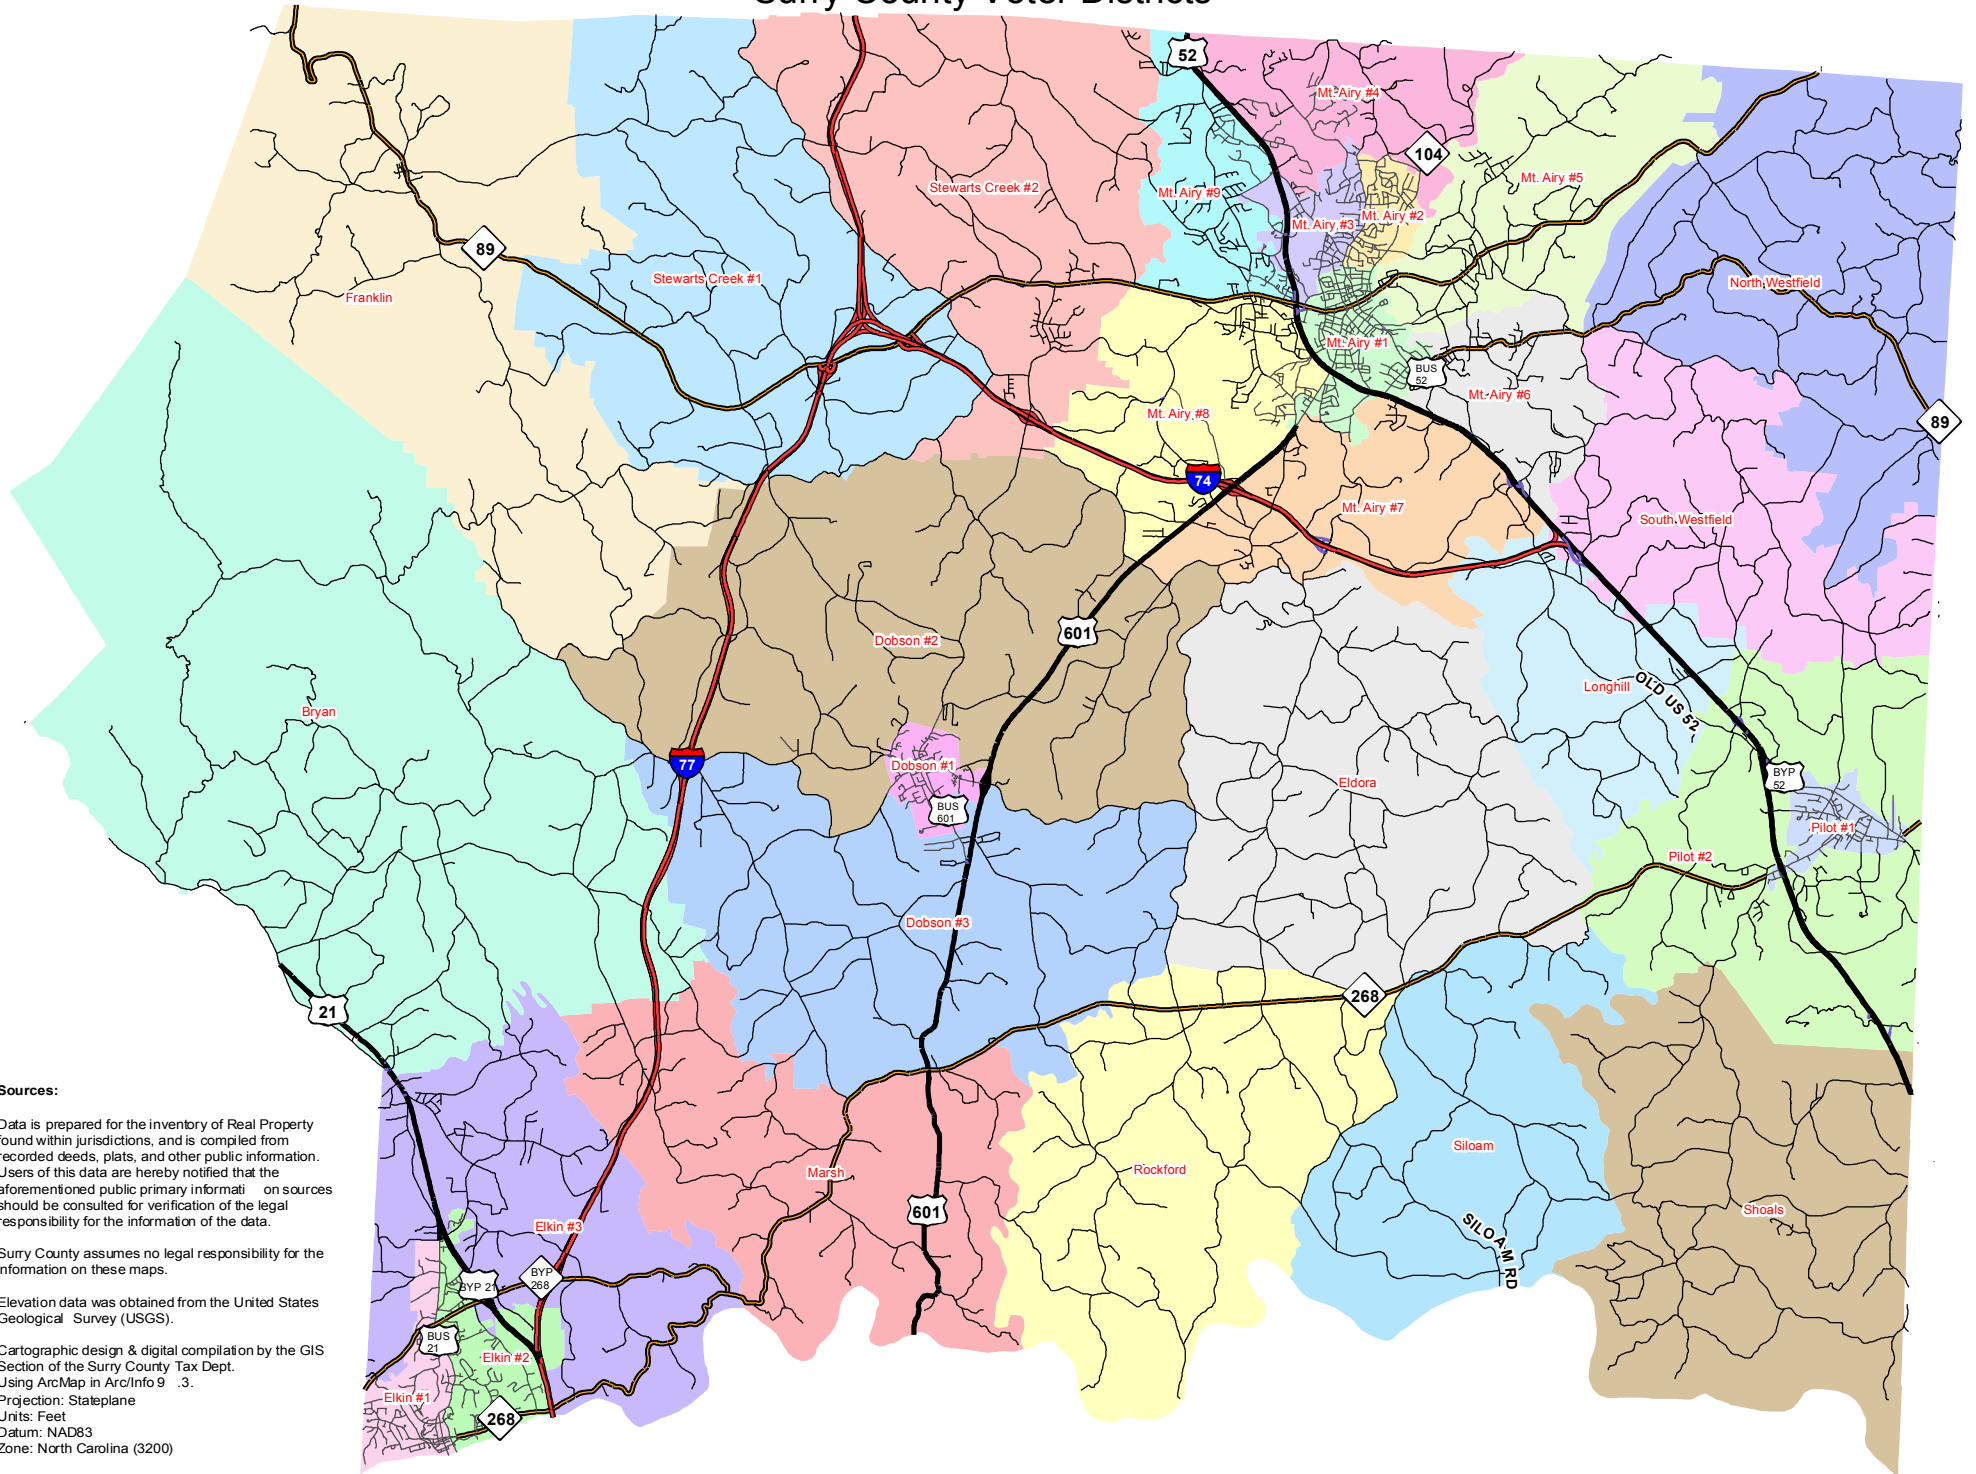 Surry County Voter Districts
52
Mt. Airy #4
104
Stewarts Creek #2
Mt. Airy #9
Mt. Airy #5
Mt. Airy #3
Mt. Airy #2
89
Stewarts Creek #1
North Westfield
Franklin
Mt. Airy #1
BUS
52
Mt. Airy #6
Mt. Airy #8
89
74
Mt. Airy #7
South Westfield
601
Dobson #2
Longhill
OLD US 52
Bryan
77
Dobson #1
Eldora
BYP
52
BUS
601
Pilot #1
Pilot #2
Dobson #3
268
21
Sources:
Data is prepared for the inventory of Real Property
found within jurisdictions, and is compiled from
recorded deeds, plats, and other public information.
Users of this data are hereby notified that the
aforementioned public primary informati on sources
should be consulted for verification of the legal
responsibility for the information of the data.
Surry County assumes no legal responsibility for the
information on these maps.
Elevation data was obtained from the United States
Geological Survey (USGS).
Cartographic design & digital compilation by the GIS
Section of the Surry County Tax Dept.
Using ArcMap in Arc/Info 9 .3.
Projection: Stateplane
Units: Feet
Datum: NAD83
Zone: North Carolina (3200)
Siloam
Marsh
Rockford
601
Shoals
Elkin #3
SILOAM RD
BYP 21
BYP
268
BUS
21
Elkin #2
Elkin #1
268